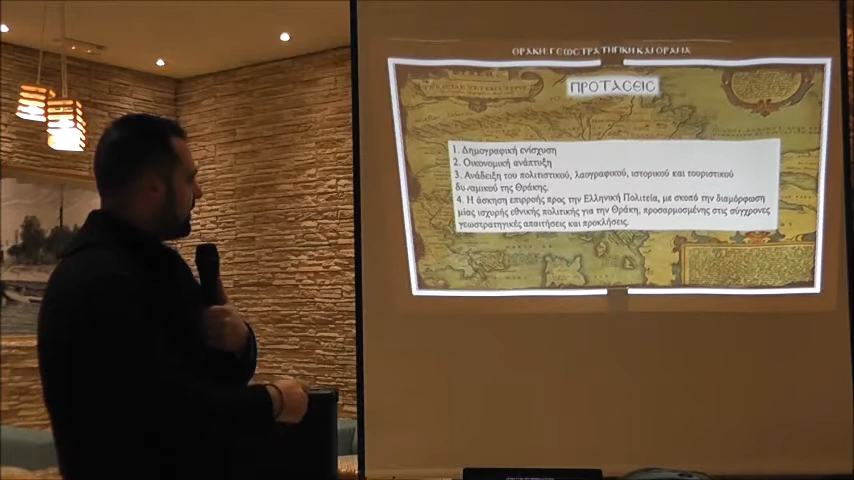 ΘΡΑΚΗ: ΓΕΩΣΤΡΑΤΗΓΙΚΗ ΚΑΙ ΟΡΑΜΑ
ΠΡΟΤΑΣΕΙΣ
1. Δημογραφική ενίσχυση
2. Οικονομική ανάπτυξη
3. Ανάδειξη του πολιτιστικού, λαογραφικού, ιστορικού και τουριστικού
δυναμικού της Θράκης.
4. Η άσκηση επιρροής προς την Ελληνική Πολιτεία, με σκοπό την διαμόρφωση
μίας ισχυρής εθνικής πολιτικής για την Θράκη, προσαρμοσμένης στις σύγχρονες
γεωστρατηγικές απαιτήσεις και προκλήσεις.